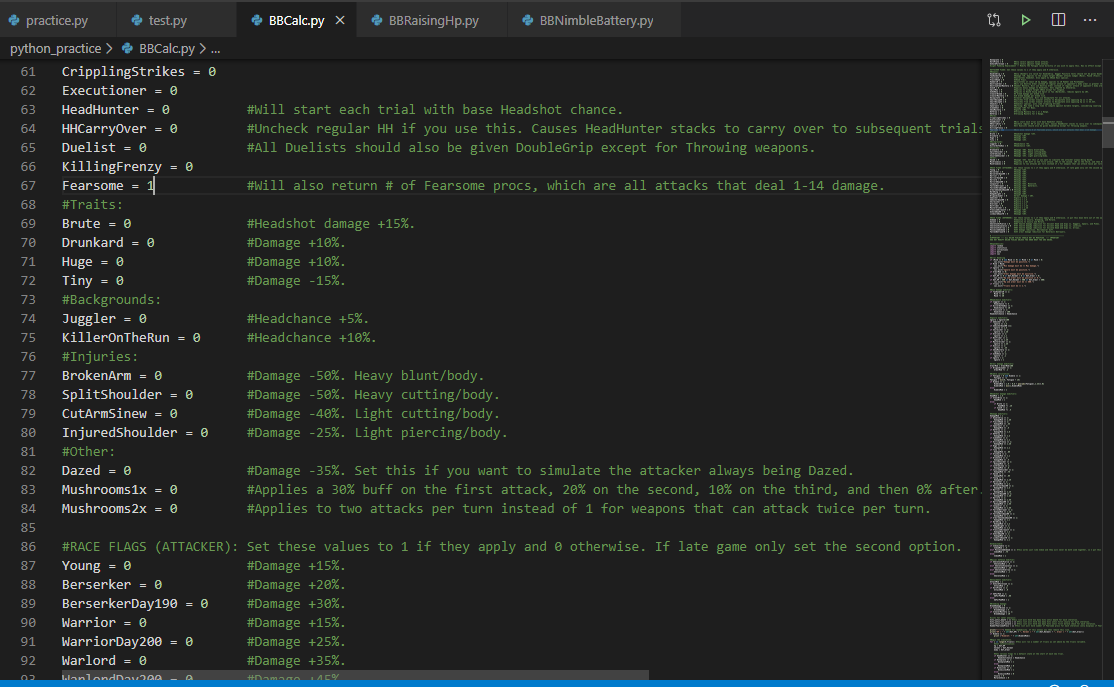 practice.py test.py BBCalc.py × BBRaisingHp.py BBNimbleBattery.py ...
python_practice > BBCalc.py > ...
61 CripplingStrikes = 0
62 Executioner = 0
63 HeadHunter = 0 #Will start each trial with base Headshot chance.
64 HHCarryOver = 0 #Uncheck regular HH if you use this. Causes HeadHunter stacks to carry over to subsequent trials
65 Duelist = 0 #All Duelists should also be given DoubleGrip except for Throwing weapons.
66 KillingFrenzy = 0
67 Fearsome = 1 #Will also return # of Fearsome procs, which are all attacks that deal 1-14 damage.
68 #Traits:
69 Brute = 0 #Headshot damage +15%.
70 Drunkard = 0 #Damage +10%.
71 Huge = 0 #Damage +10%.
72 Tiny = 0 #Damage -15%.
73 #Backgrounds:
74 Juggler = 0 #Headchance +5%.
75 KillerOnTheRun = 0 #Headchance +10%.
76 #Injuries:
77 BrokenArm = 0 #Damage -50%. Heavy blunt/body.
78 SplitShoulder = 0 #Damage -50%. Heavy cutting/body.
79 CutArmSinew = 0 #Damage -40%. Light cutting/body.
80 InjuredShoulder = 0 #Damage -25%. Light piercing/body.
81 #Other:
82 Dazed = 0 #Damage -35%. Set this if you want to simulate the attacker always being Dazed.
83 Mushrooms1x = 0 #Applies a 30% buff on the first attack, 20% on the second, 10% on the third, and then 0% after.
84 Mushrooms2x = 0 #Applies to two attacks per turn instead of 1 for weapons that can attack twice per turn.
85
86 #RACE FLAGS (ATTACKER): Set these values to 1 if they apply and 0 otherwise. If late game only set the second option.
87 Young = 0 #Damage +15%.
88 Berserker = 0 #Damage +20%.
89 BerserkerDay190 = 0 #Damage +30%.
90 Warrior = 0 #Damage +15%.
91 WarriorDay200 = 0 #Damage +25%.
92 Warlord = 0 #Damage +35%.
93 WarlordDay200 = 0 #Damage +45%.